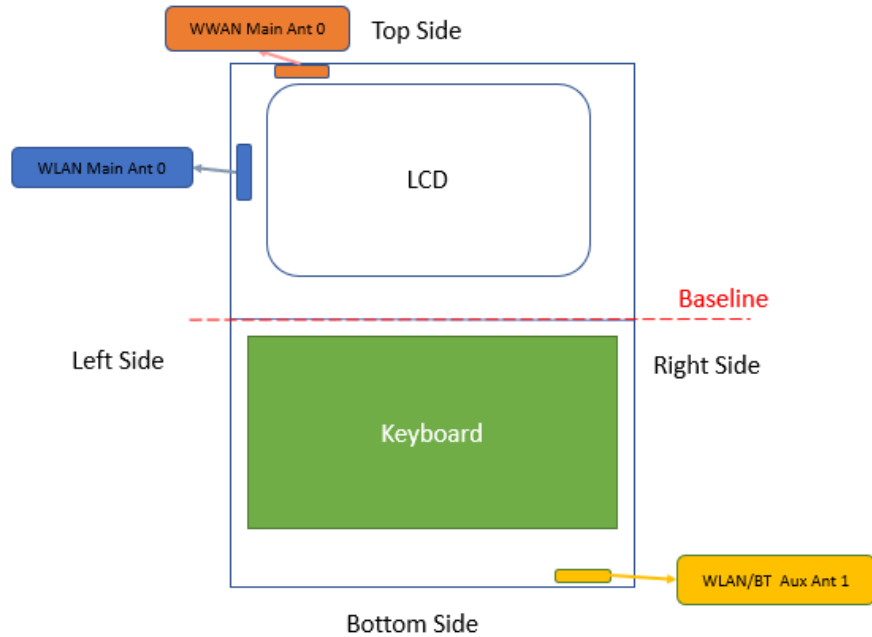 WWAN Main Ant 0
Top Side
WLAN Main Ant 0
LCD
Baseline
Left Side
Right Side
Keyboard
WLAN/BT  Aux Ant 1
Bottom Side